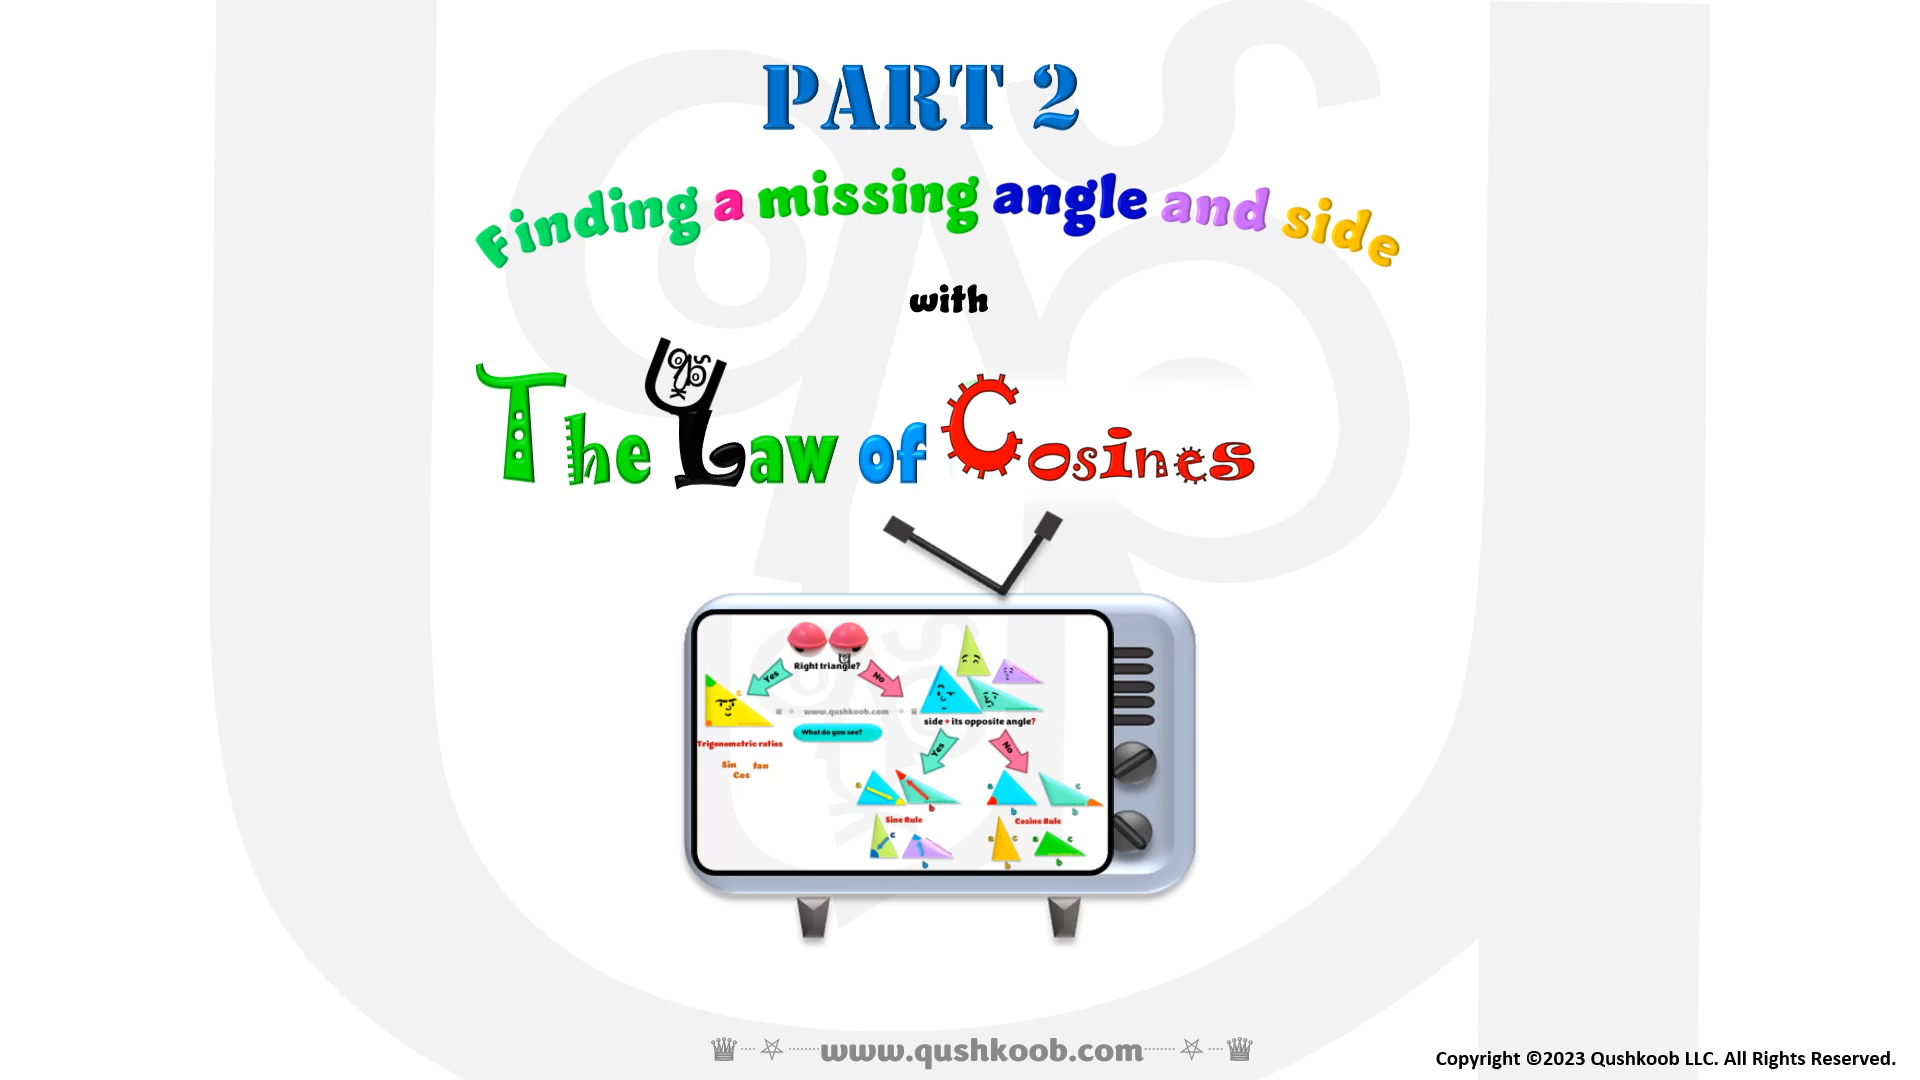 PART 2
Finding a missing angle and side
with
The Law of Cosines
Right triangle?
Yes
No
www.qushkoob.com
What do you see?
c
Trigonometric ratios
Sin tan
Cos
side + its opposite angle?
Yes
No
a
b
Sine Rule
c
b
a
b
c
b
Cosine Rule
a c
b
a c
b
www.qushkoob.com
Copyright ©2023 Qushkoob LLC. All Rights Reserved.